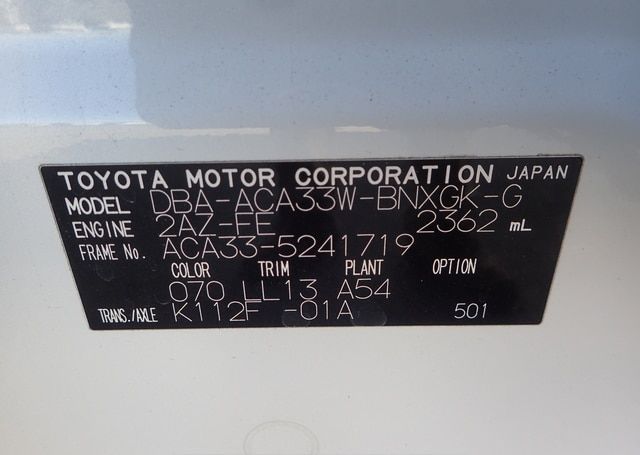 TOYOTA MOTOR CORPORATION JAPAN
MODEL DBA-ACA33W-BNXGK-G
ENGINE 2AZ-FE 2362 mL
FRAME No. ACA33-5241719
COLOR TRIM PLANT OPTION
070 LL13 A54
TRANS./AXLE K112F -01A 501